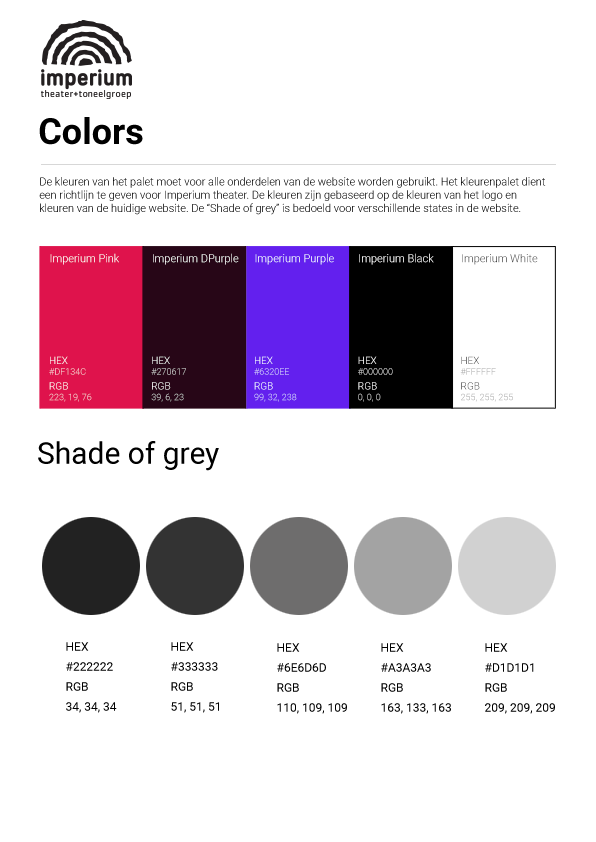 imperium
theater+toneelgroep
Colors
De kleuren van het palet moet voor alle onderdelen van de website worden gebruikt. Het kleurenpalet dient
een richtlijn te geven voor Imperium theater. De kleuren zijn gebaseerd op de kleuren van het logo en
kleuren van de huidige website. De “Shade of grey” is bedoeld voor verschillende states in de website.
Imperium Pink
HEX
#DF134C
RGB
223, 19, 76
Imperium DPurple
HEX
#270617
RGB
39, 6, 23
Imperium Purple
HEX
#6320EE
RGB
99, 32, 238
Imperium Black
HEX
#000000
RGB
0, 0, 0
Imperium White
HEX
#FFFFFF
RGB
255, 255, 255
Shade of grey
HEX
#222222
RGB
34, 34, 34
HEX
#333333
RGB
51, 51, 51
HEX
#6E6D6D
RGB
110, 109, 109
HEX
#A3A3A3
RGB
163, 133, 163
HEX
#D1D1D1
RGB
209, 209, 209